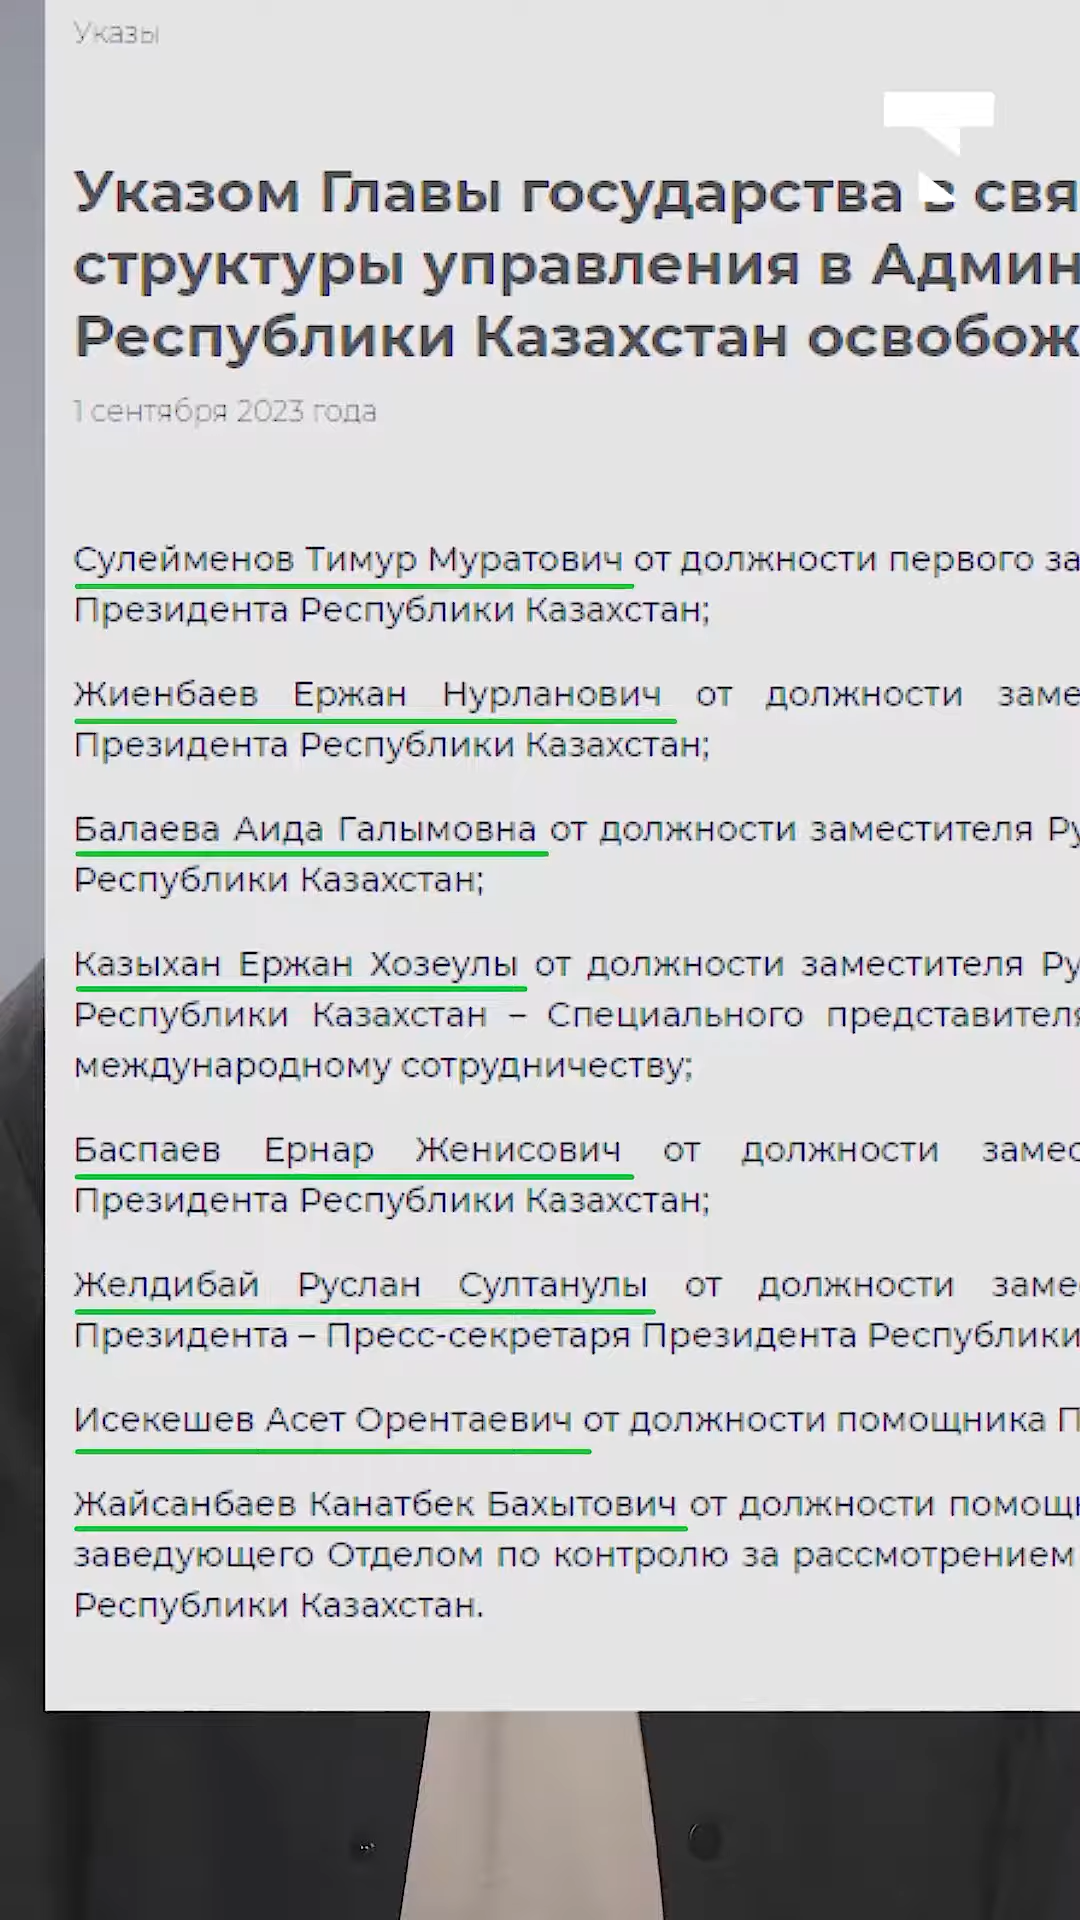 Указы
Указом Главы государства в свя
структуры управления в Админ
Республики Казахстан освобож
1 сентября 2023 года
Сулейменов Тимур Муратович от должности первого за
Президента Республики Казахстан;
Жиенбаев Ержан Нурланович от должности заме
Президента Республики Казахстан;
Балаева Аида Галымовна от должности заместителя Ру
Республики Казахстан;
Казыхан Ержан Хозеулы от должности заместителя Ру
Республики Казахстан – Специального представителя
международному сотрудничеству;
Баспаев Ернар Женисович от должности замес
Президента Республики Казахстан;
Желдибай Руслан Султанулы от должности заме
Президента – Пресс-секретаря Президента Республики
Исекешев Асет Орентаевич от должности помощника П
Жайсанбаев Канатбек Бахытович от должности помощн
заведующего Отделом по контролю за рассмотрением
Республики Казахстан.